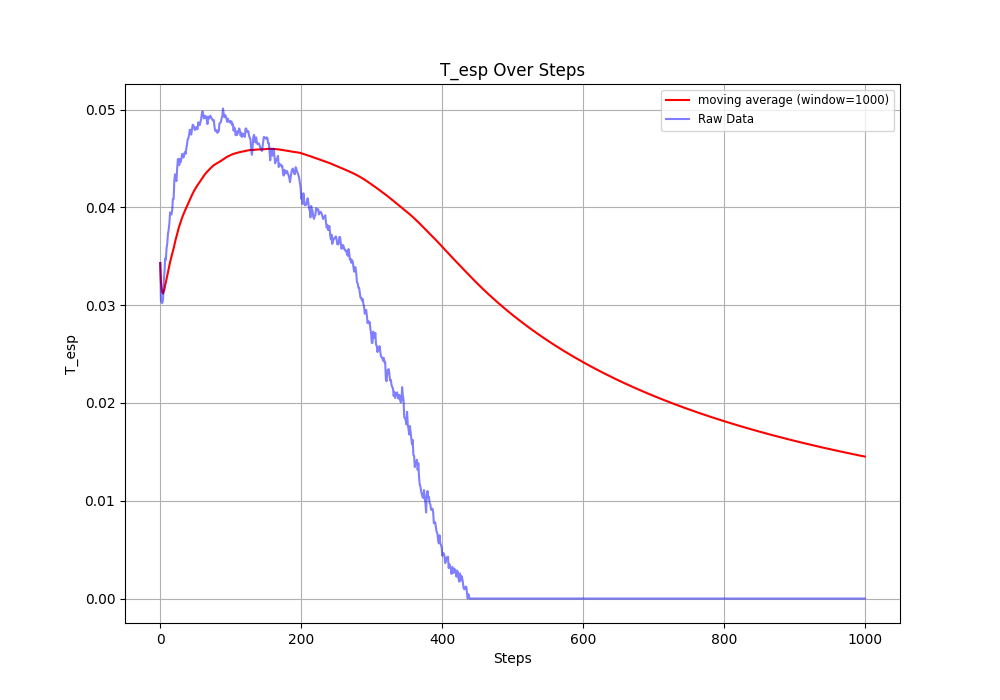 T_esp Over Steps
moving average (window=1000)
Raw Data
0.05
0.04
0.03
0.02
0.01
0.00
T_esp
0 200 400 600 800 1000
Steps